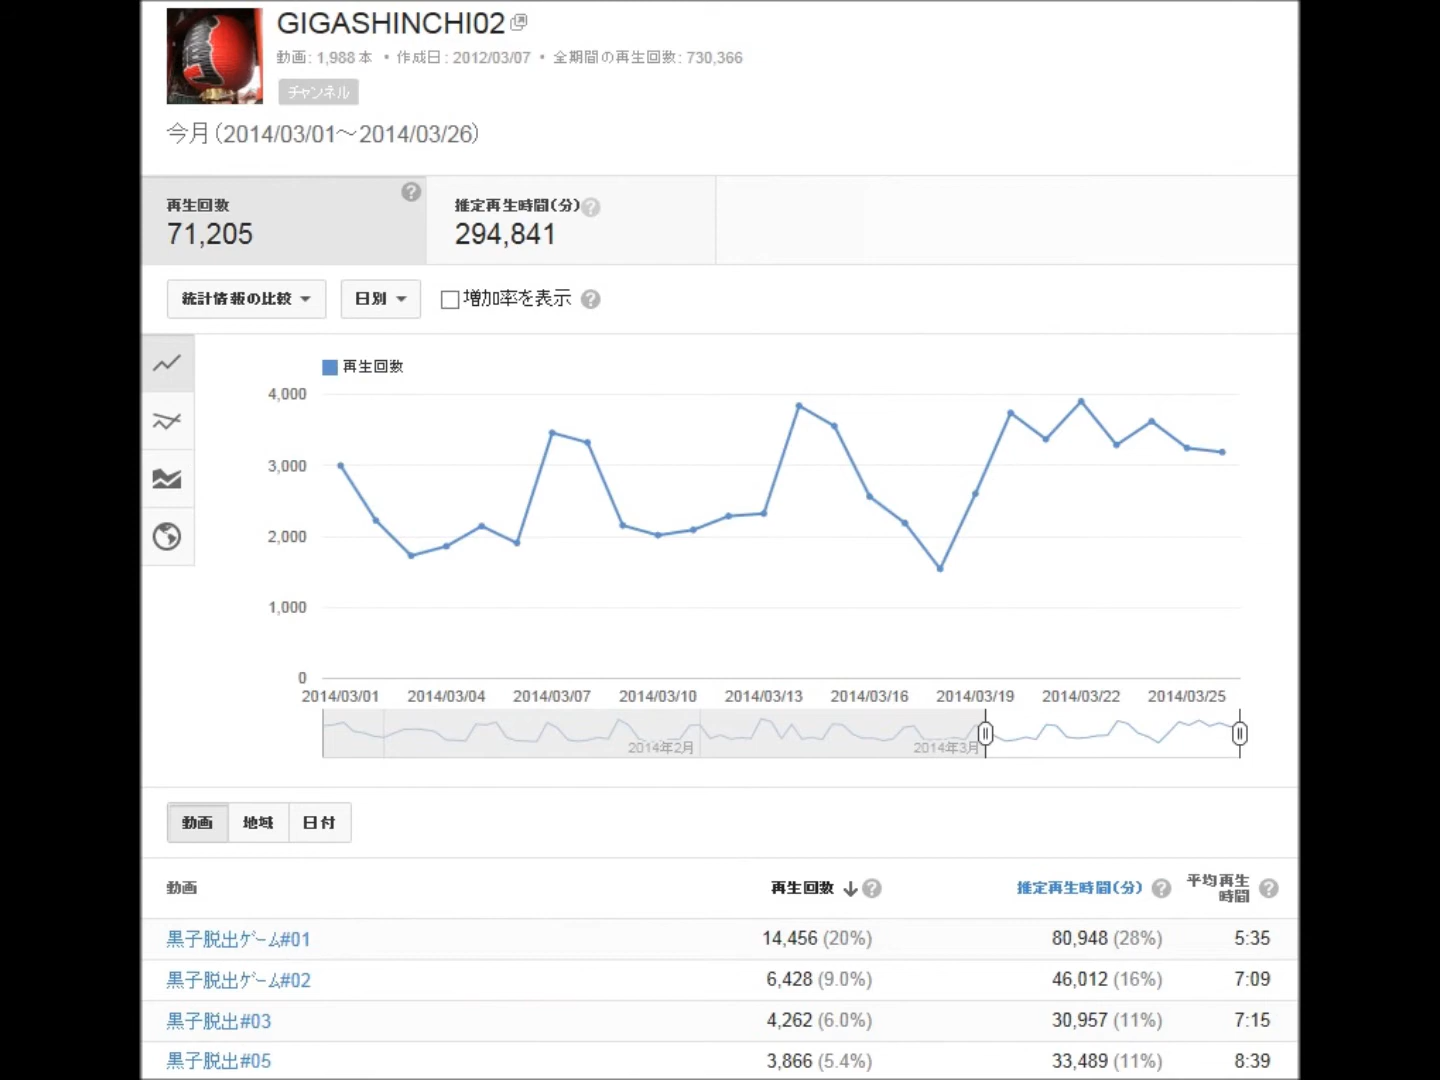 GIGASHINCHI02
動画: 1,988 本 • 作成日: 2012/03/07 • 全期間の再生回数: 730,366
チャンネル
今月(2014/03/01～2014/03/26)
再生回数
71,205
推定再生時間(分)
294,841
統計情報の比較
日別
増加率を表示
再生回数
4,000
3,000
2,000
1,000
0
2014/03/01 2014/03/04 2014/03/07 2014/03/10 2014/03/13 2014/03/16 2014/03/19 2014/03/22 2014/03/25
2014年2月 2014年3月
動画 地域 日付
動画 再生回数 推定再生時間(分) 平均再生時間
黒子脱出ゲーム#01 14,456 (20%) 80,948 (28%) 5:35
黒子脱出ゲーム#02 6,428 (9.0%) 46,012 (16%) 7:09
黒子脱出#03 4,262 (6.0%) 30,957 (11%) 7:15
黒子脱出#05 3,866 (5.4%) 33,489 (11%) 8:39